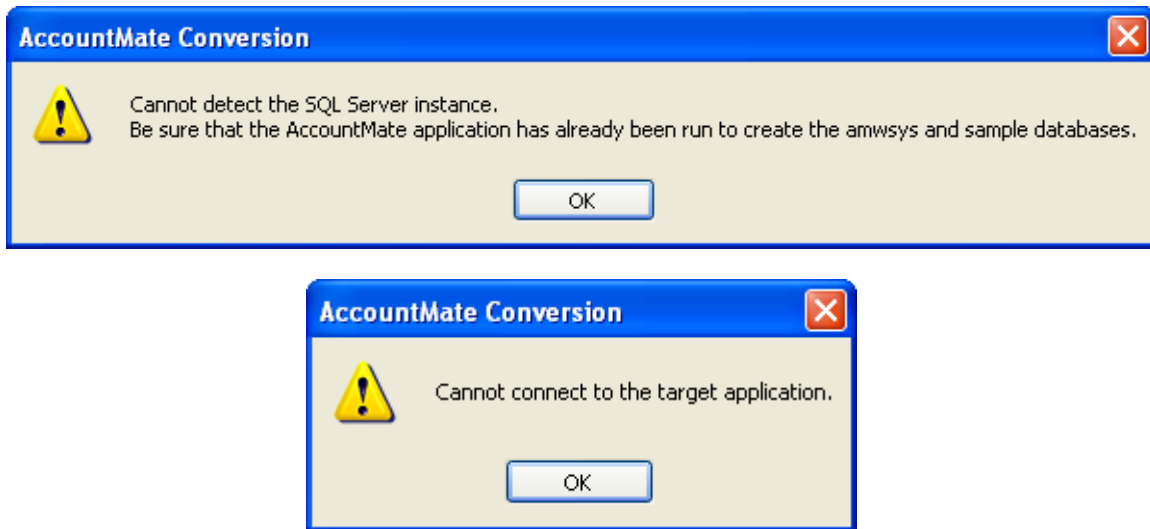 AccountMate Conversion
Cannot detect the SQL Server instance.
Be sure that the AccountMate application has already been run to create the amwsys and sample databases.
OK
AccountMate Conversion
Cannot connect to the target application.
OK